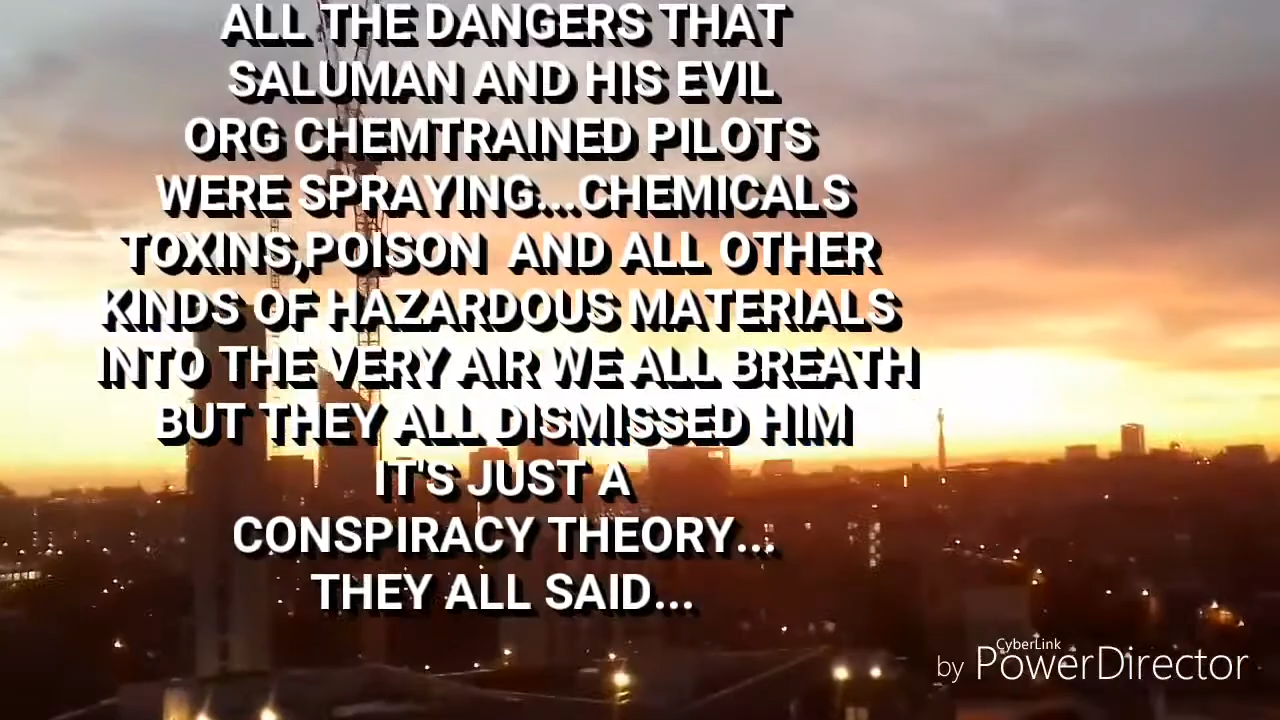 ALL THE DANGERS THAT
SALUMAN AND HIS EVIL
ORG CHEMTRAINED PILOTS
WERE SPRAYING...CHEMICALS
TOXINS,POISON  AND ALL OTHER
KINDS OF HAZARDOUS MATERIALS
INTO THE VERY AIR WE ALL BREATH
BUT THEY ALL DISMISSED HIM
IT'S JUST A
CONSPIRACY THEORY...
THEY ALL SAID...
CyberLink
by PowerDirector